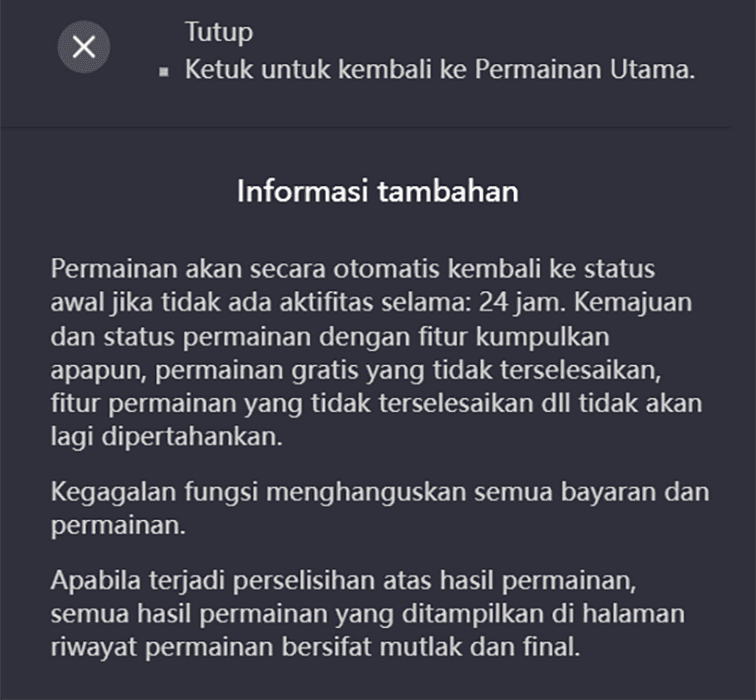 Tutup
▪ Ketuk untuk kembali ke Permainan Utama.
Informasi tambahan
Permainan akan secara otomatis kembali ke status
awal jika tidak ada aktifitas selama: 24 jam. Kemajuan
dan status permainan dengan fitur kumpulkan
apapun, permainan gratis yang tidak terselesaikan,
fitur permainan yang tidak terselesaikan dll tidak akan
lagi dipertahankan.
Kegagalan fungsi menghanguskan semua bayaran dan
permainan.
Apabila terjadi perselisihan atas hasil permainan,
semua hasil permainan yang ditampilkan di halaman
riwayat permainan bersifat mutlak dan final.